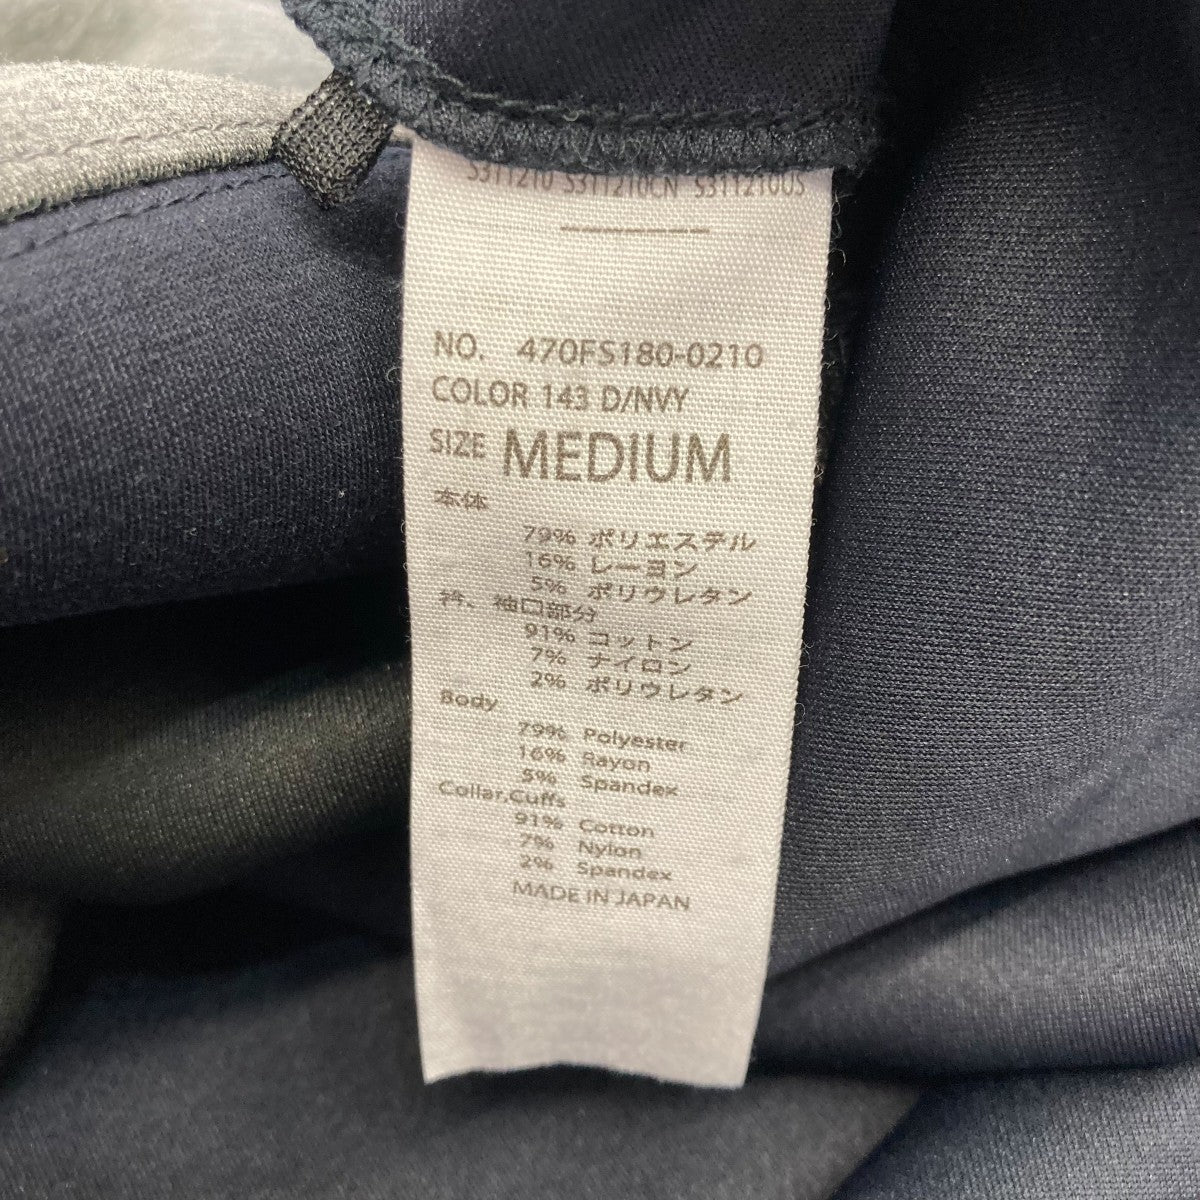 S311210 S311210CN S311210US
NO. 470FS180-0210
COLOR 143 D/NVY
SIZE MEDIUM
本体
79% ポリエステル
16% レーヨン
5% ポリウレタン
衿、袖口部分
91% コットン
7% ナイロン
2% ポリウレタン
Body
79% Polyester
16% Rayon
5% Spandex
Collar,Cuffs
91% Cotton
7% Nylon
2% Spandex
MADE IN JAPAN